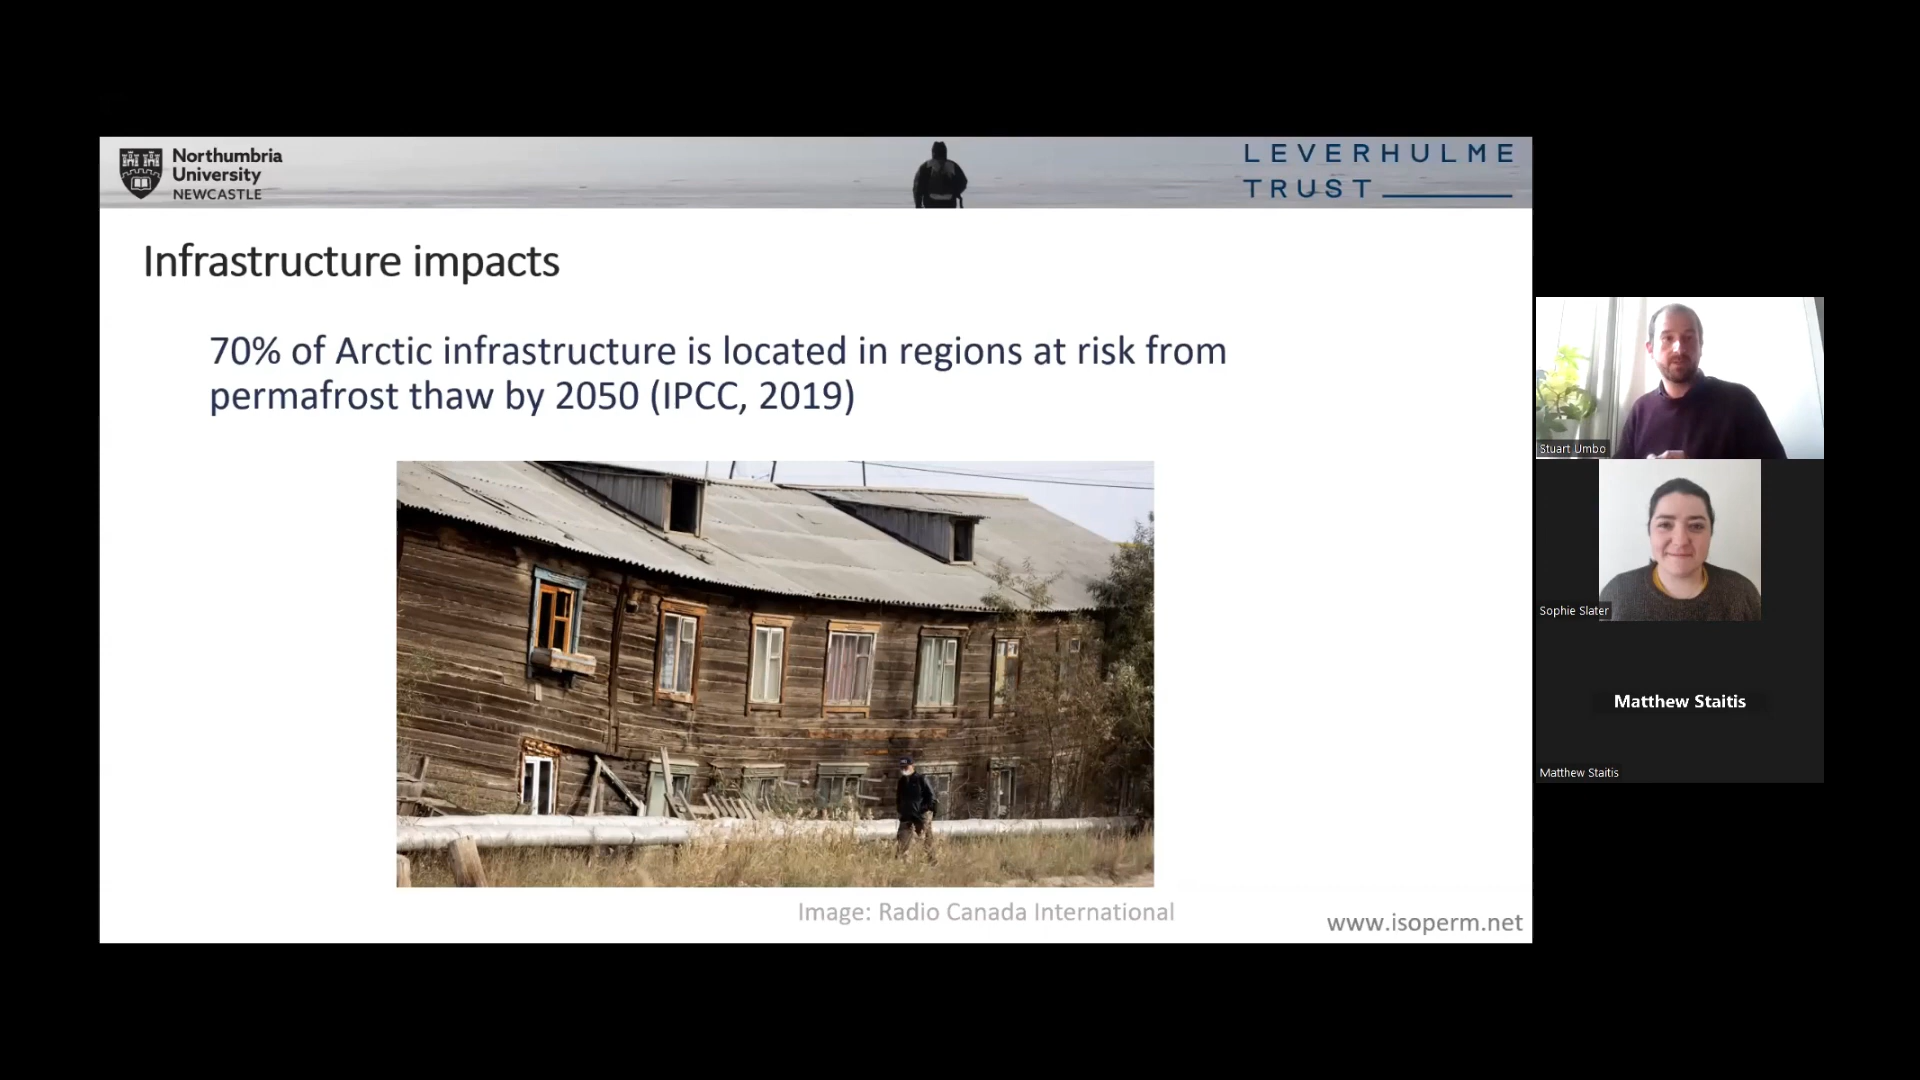 Northumbria
University
NEWCASTLE
LEVERHULME
TRUST
Infrastructure impacts
70% of Arctic infrastructure is located in regions at risk from
permafrost thaw by 2050 (IPCC, 2019)
Image: Radio Canada International
www.isoperm.net
Stuart Umbo
Sophie Slater
Matthew Staitis
Matthew Staitis